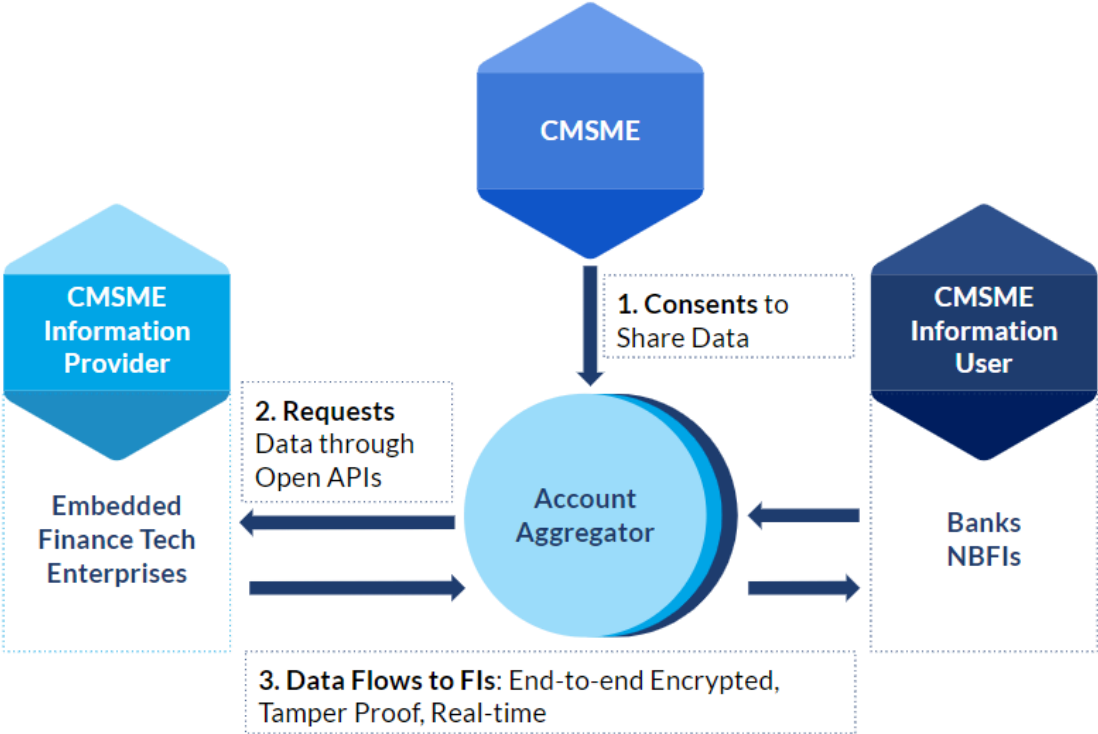 CMSME
CMSME
Information
Provider
1. Consents to
Share Data
CMSME
Information
User
2. Requests
Data through
Open APIs
Embedded
Finance Tech
Enterprises
Account
Aggregator
Banks
NBFIs
3. Data Flows to FIs: End-to-end Encrypted,
Tamper Proof, Real-time